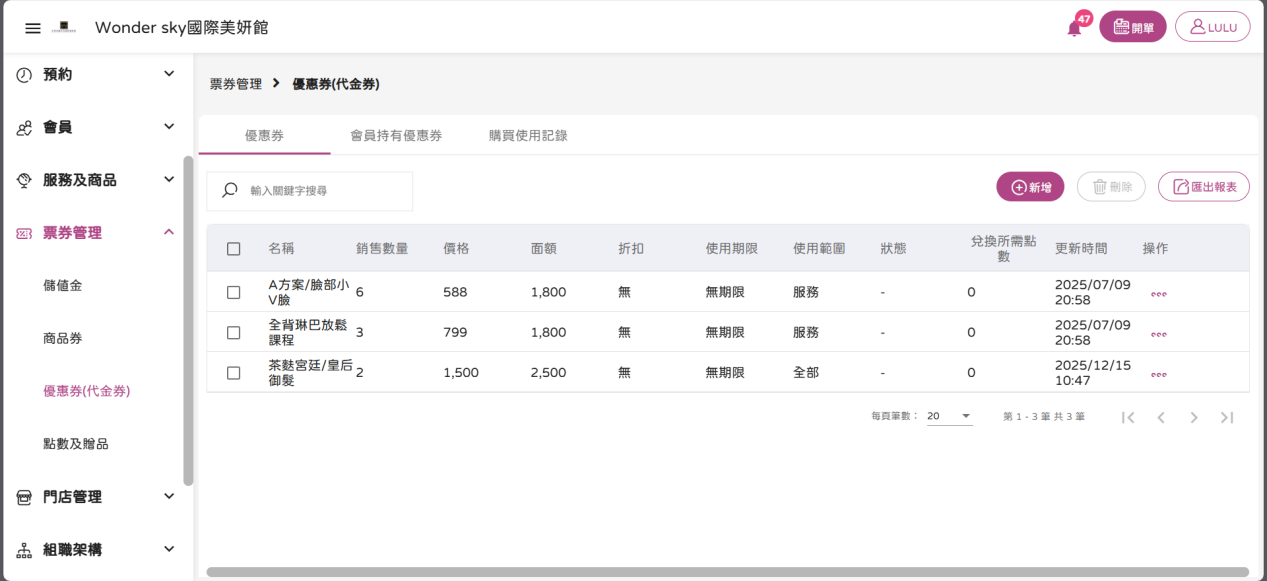 Wonder sky國際美妍館
47
開單
LULU
預約
會員
服務及商品
票券管理
儲值金
商品券
優惠券(代金券)
點數及贈品
門店管理
組職架構
票券管理 > 優惠券(代金券)
優惠券 會員持有優惠券 購買使用記錄
輸入關鍵字搜尋
新增 刪除 匯出報表
名稱 銷售數量 價格 面額 折扣 使用期限 使用範圍 狀態 兌換所需點數 更新時間 操作
A方案/臉部小V臉 6 588 1,800 無 無期限 服務 - 0 2025/07/09 20:58
全背琳巴放鬆課程 3 799 1,800 無 無期限 服務 - 0 2025/07/09 20:58
茶麩宮廷/皇后御髮 2 1,500 2,500 無 無期限 全部 - 0 2025/12/15 10:47
每頁筆數： 20 第 1 - 3 筆 共 3 筆